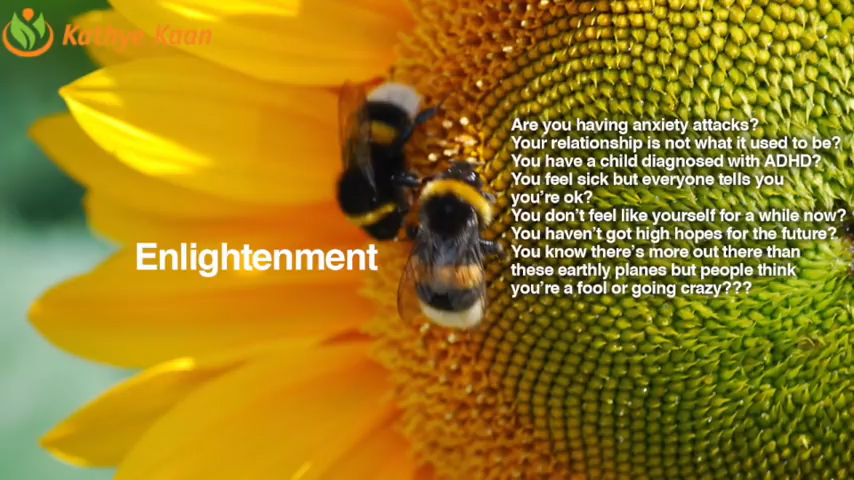 Kathye Kaan
Enlightenment
Are you having anxiety attacks?
Your relationship is not what it used to be?
You have a child diagnosed with ADHD?
You feel sick but everyone tells you
you're ok?
You don't feel like yourself for a while now?
You haven't got high hopes for the future?
You know there's more out there than
these earthly planes but people think
you're a fool or going crazy???